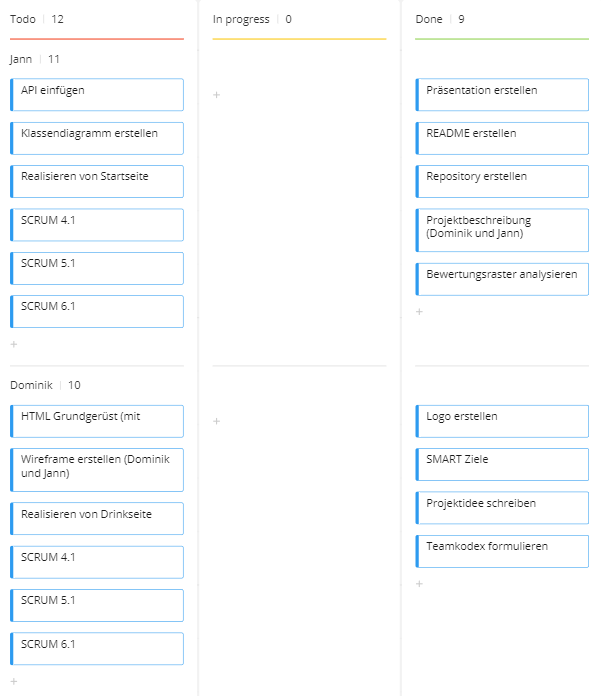 Todo | 12
In progress | 0
Done | 9
Jann | 11
API einfügen
Klassendiagramm erstellen
Realisieren von Startseite
SCRUM 4.1
SCRUM 5.1
SCRUM 6.1
+
+
Präsentation erstellen
README erstellen
Repository erstellen
Projektbeschreibung
(Dominik und Jann)
Bewertungsraster analysieren
+
Dominik | 10
HTML Grundgerüst (mit
Wireframe erstellen (Dominik
und Jann)
Realisieren von Drinkseite
SCRUM 4.1
SCRUM 5.1
SCRUM 6.1
+
+
Logo erstellen
SMART Ziele
Projektidee schreiben
Teamkodex formulieren
+